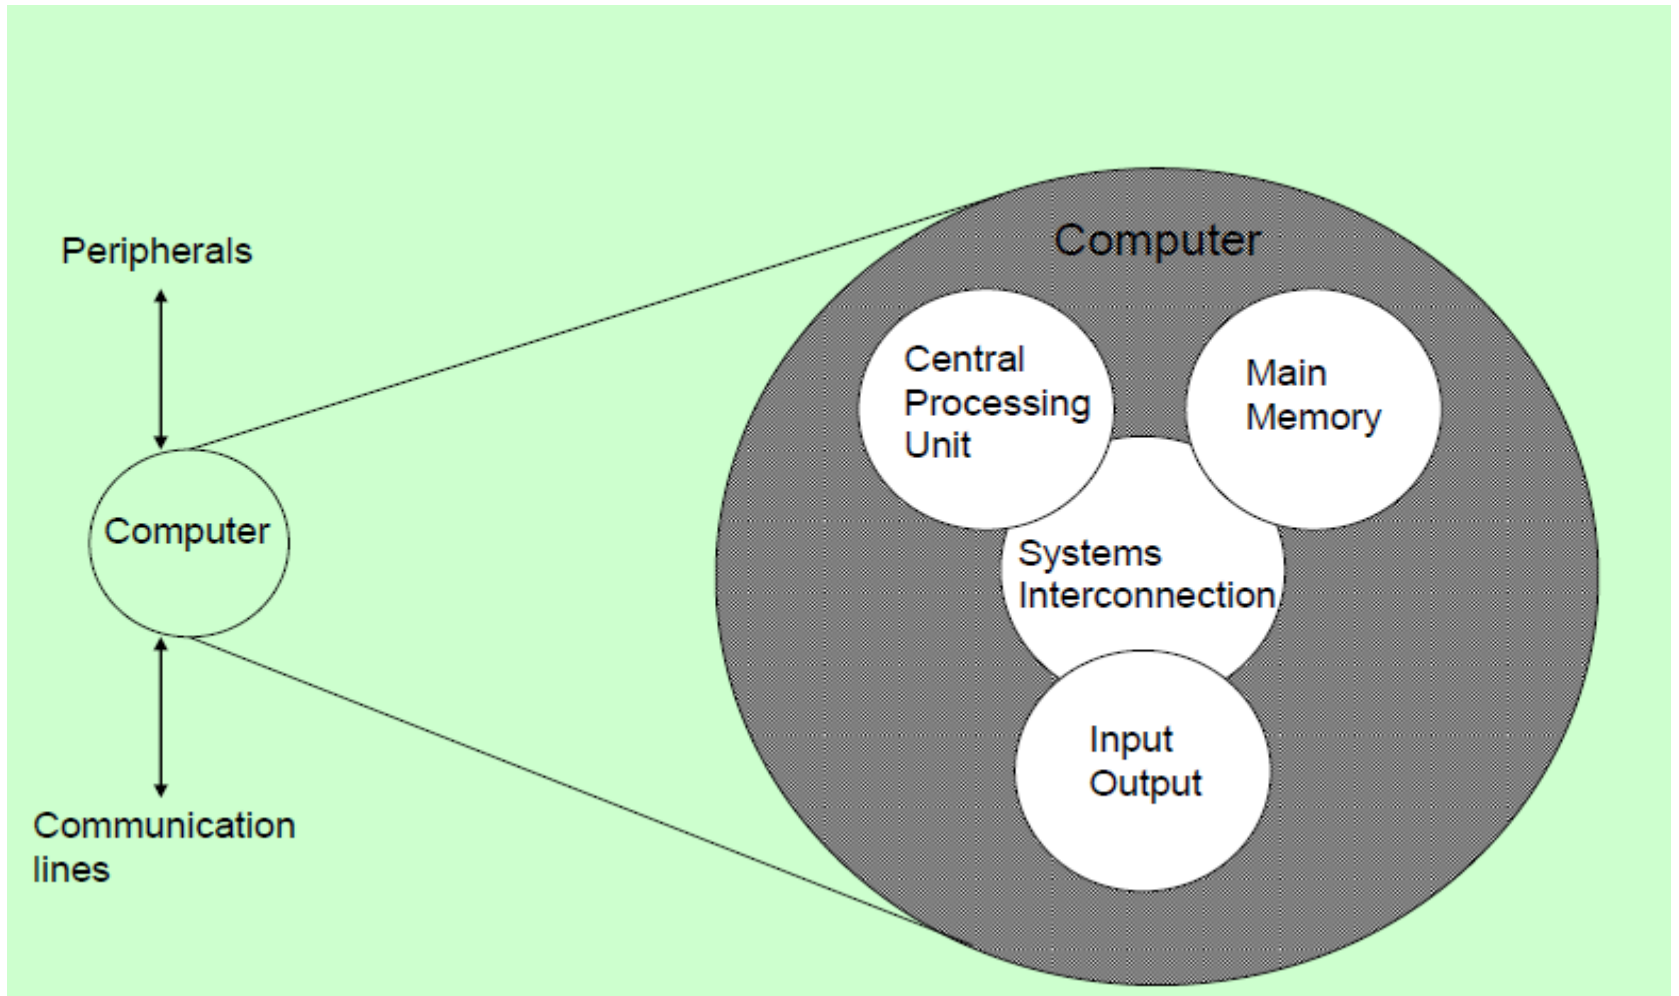 Peripherals
Computer
Communication
lines
Computer
Central
Processing
Unit
Main
Memory
Systems
Interconnection
Input
Output